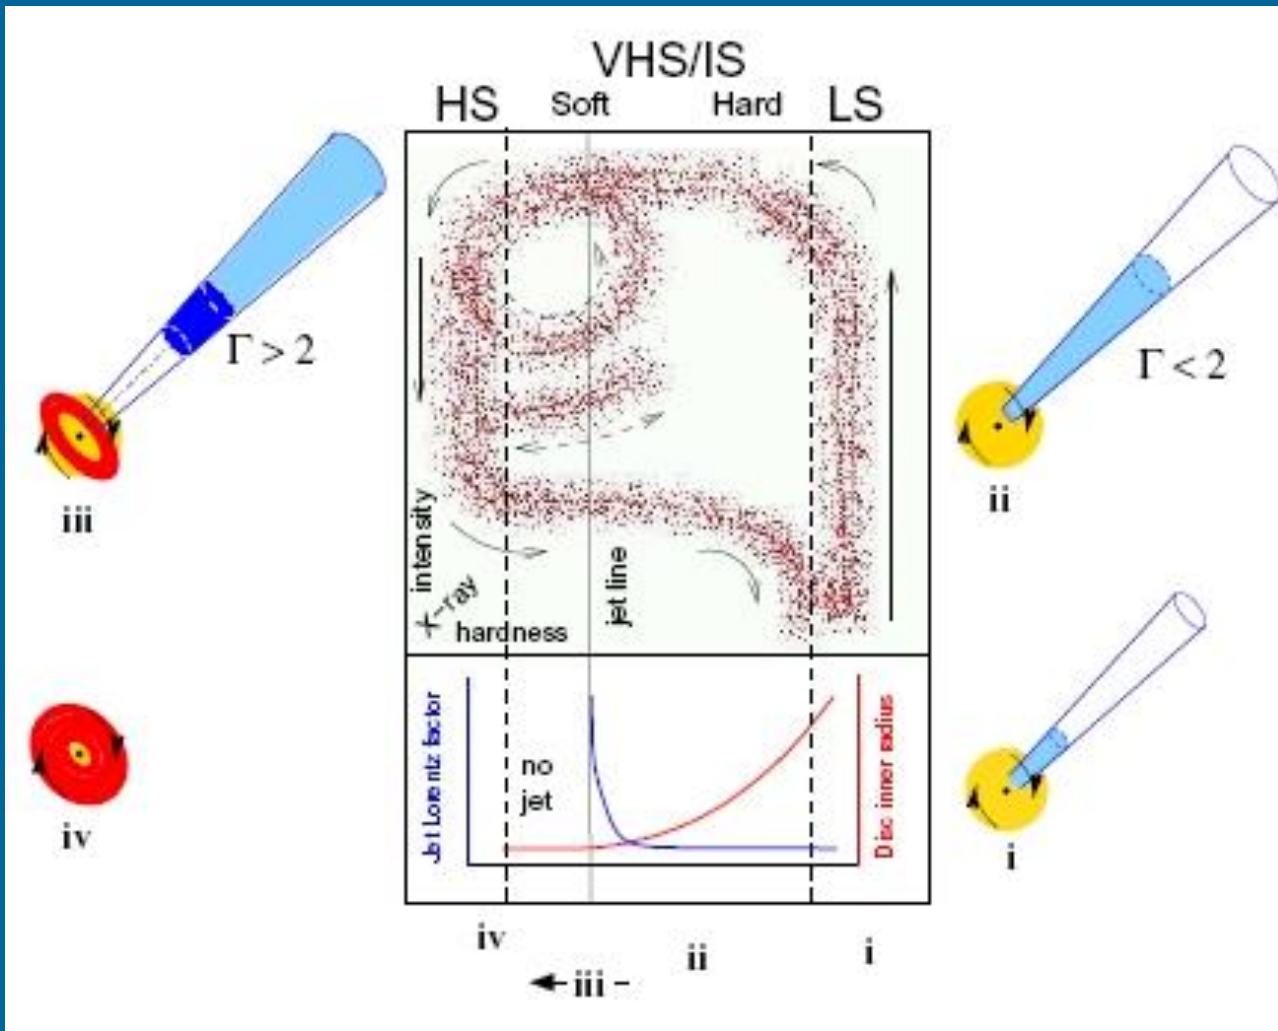 VHS/IS
HS Soft Hard LS
Γ > 2
Γ < 2
iii
ii
intensity
X-ray
hardness
jet line
Jet Lorentz factor
no
jet
Disc inner radius
iv
i
iv
ii
i
iii